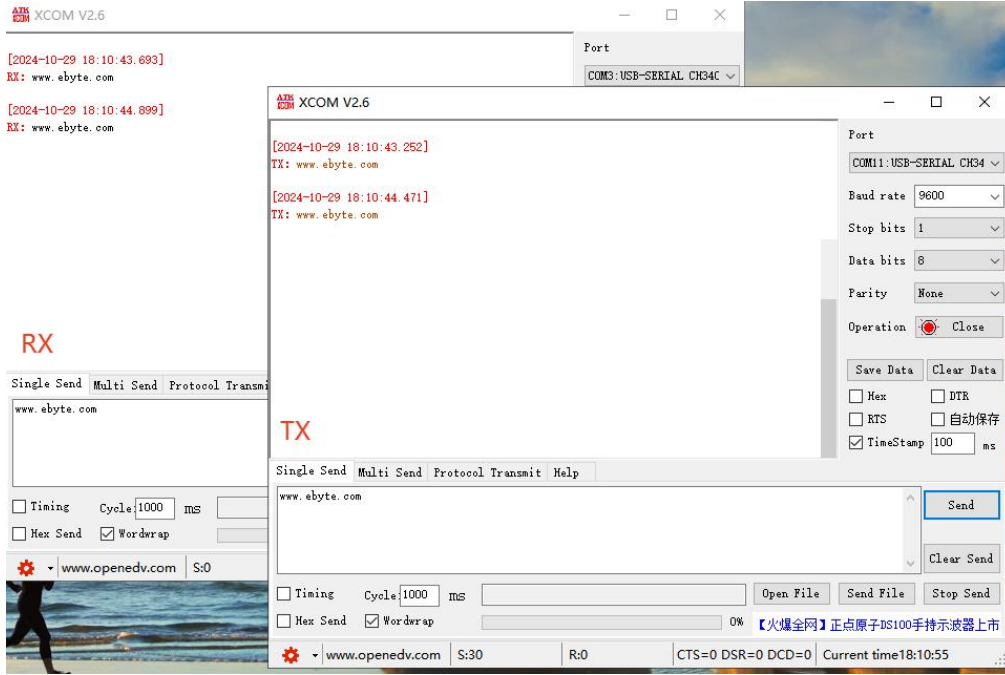 ATK XCOM XCOM V2.6
[2024-10-29 18:10:43.693]
RX: www.ebyte.com
[2024-10-29 18:10:44.899]
RX: www.ebyte.com
Port
COM3:USB-SERIAL CH340
RX
Single Send Multi Send Protocol Transmi
www.ebyte.com
Timing Cycle: 1000 ms
Hex Send Wordwrap
www.openedv.com S:0
ATK XCOM XCOM V2.6
[2024-10-29 18:10:43.252]
TX: www.ebyte.com
[2024-10-29 18:10:44.471]
TX: www.ebyte.com
TX
Port
COM11:USB-SERIAL CH34
Baud rate 9600
Stop bits 1
Data bits 8
Parity None
Operation Close
Save Data Clear Data
Hex DTR
RTS 自动保存
TimeStamp 100 ms
Single Send Multi Send Protocol Transmit Help
www.ebyte.com
Send
Clear Send
Timing Cycle: 1000 ms Open File Send File Stop Send
Hex Send Wordwrap 0% 【火爆全网】正点原子DS100手持示波器上市
www.openedv.com S:30 R:0 CTS=0 DSR=0 DCD=0 Current time18:10:55